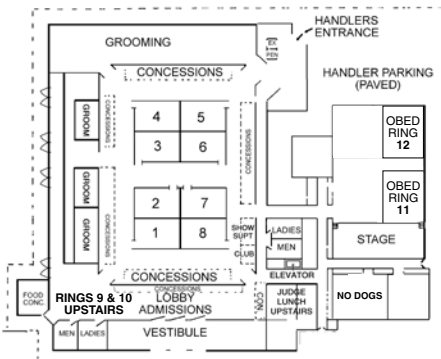 HANDLERS
ENTRANCE
GROOMING
EX
PEN
CONCESSIONS
HANDLER PARKING
(PAVED)
GROOM
CONCESSIONS
4
5
3
6
CONCESSIONS
OBED
RING
12
GROOM
GROOM
CONCESSIONS
2
7
1
8
OBED
RING
11
SHOW
SUPT
CLUB
LADIES
MEN
STAGE
ELEVATOR
CONCESSIONS
CONCESSIONS
FOOD
CONC.
RINGS 9 & 10
UPSTAIRS
LOBBY
ADMISSIONS
CON.
JUDGE
LUNCH
UPSTAIRS
NO DOGS
MEN
LADIES
VESTIBULE